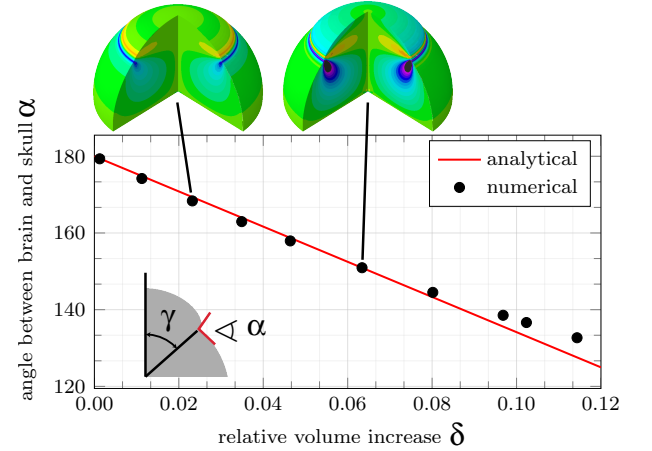 angle between brain and skull α
180
160
140
120
analytical
numerical
γ
∢ α
0.00 0.02 0.04 0.06 0.08 0.10 0.12
relative volume increase δ